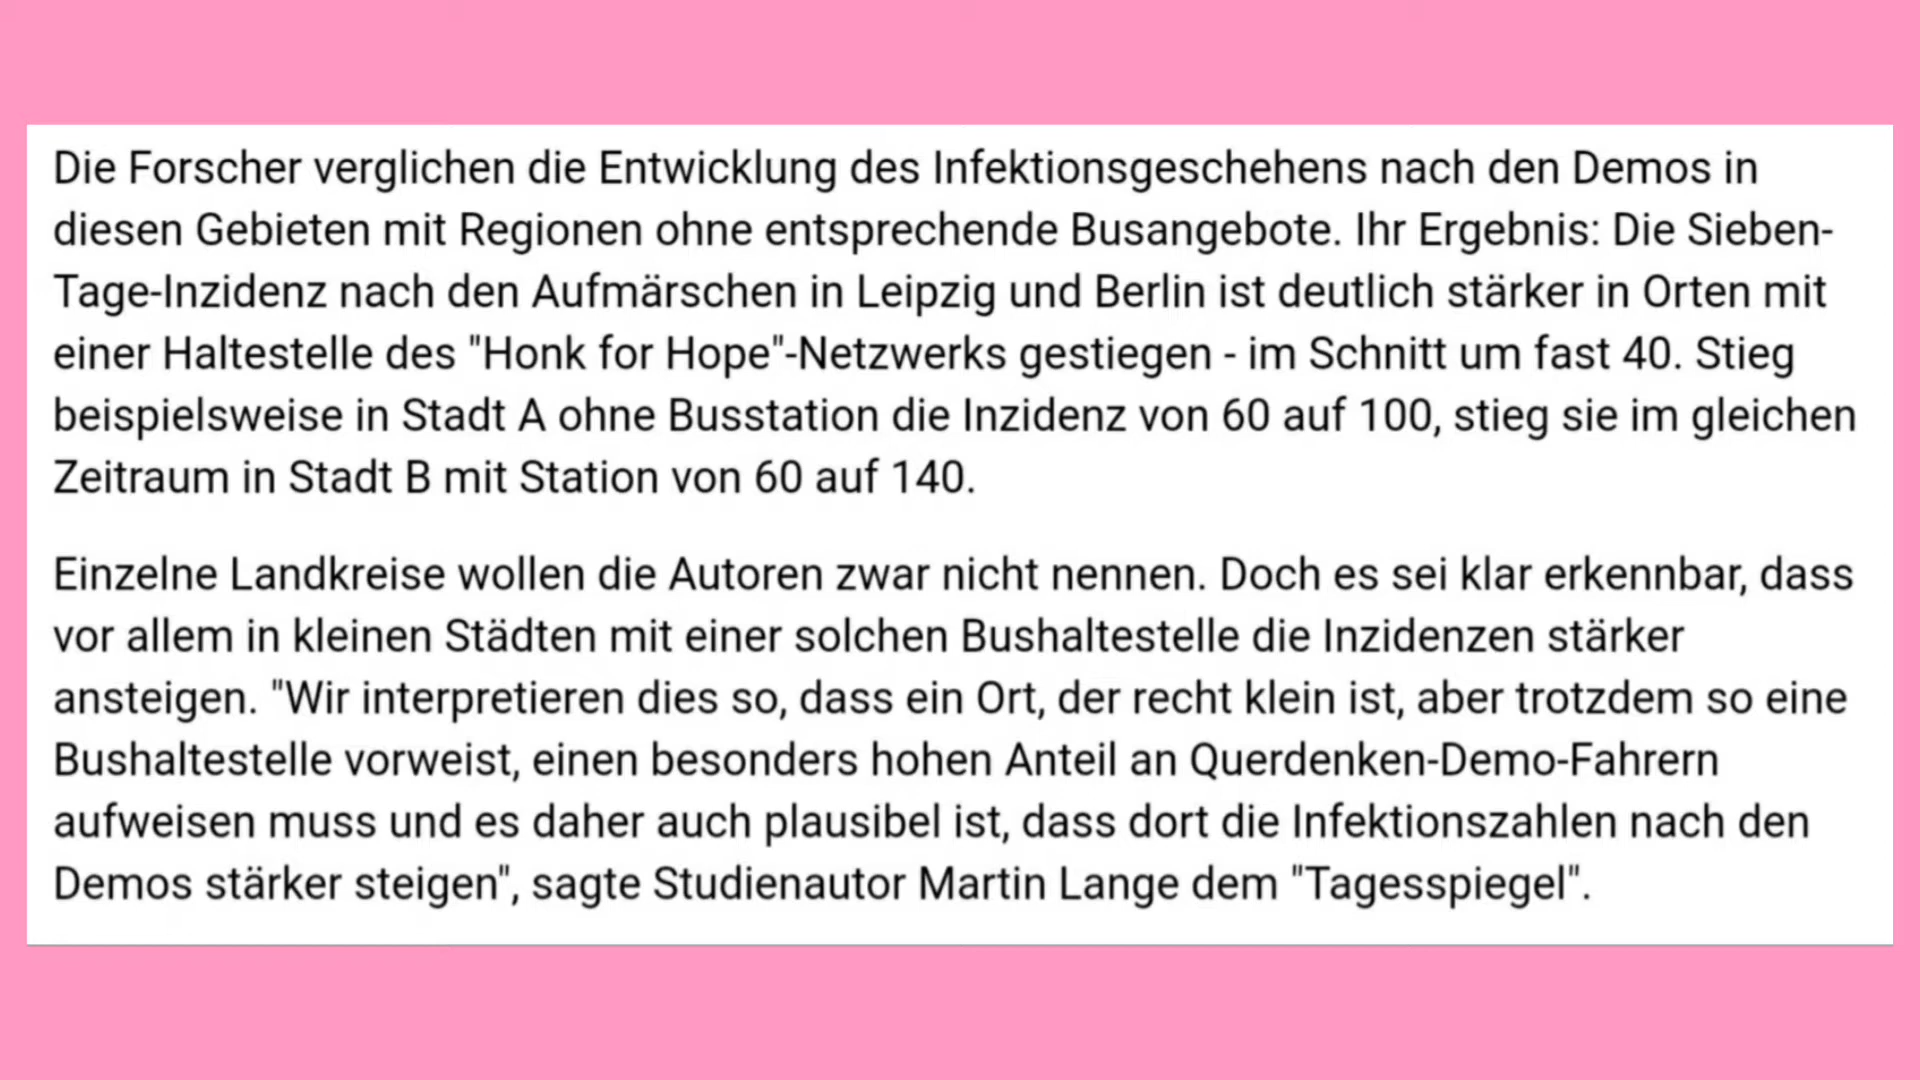 Die Forscher verglichen die Entwicklung des Infektionsgeschehens nach den Demos in
diesen Gebieten mit Regionen ohne entsprechende Busangebote. Ihr Ergebnis: Die Sieben-
Tage-Inzidenz nach den Aufmärschen in Leipzig und Berlin ist deutlich stärker in Orten mit
einer Haltestelle des "Honk for Hope"-Netzwerks gestiegen - im Schnitt um fast 40. Stieg
beispielsweise in Stadt A ohne Busstation die Inzidenz von 60 auf 100, stieg sie im gleichen
Zeitraum in Stadt B mit Station von 60 auf 140.
Einzelne Landkreise wollen die Autoren zwar nicht nennen. Doch es sei klar erkennbar, dass
vor allem in kleinen Städten mit einer solchen Bushaltestelle die Inzidenzen stärker
ansteigen. "Wir interpretieren dies so, dass ein Ort, der recht klein ist, aber trotzdem so eine
Bushaltestelle vorweist, einen besonders hohen Anteil an Querdenken-Demo-Fahrern
aufweisen muss und es daher auch plausibel ist, dass dort die Infektionszahlen nach den
Demos stärker steigen", sagte Studienautor Martin Lange dem "Tagesspiegel".